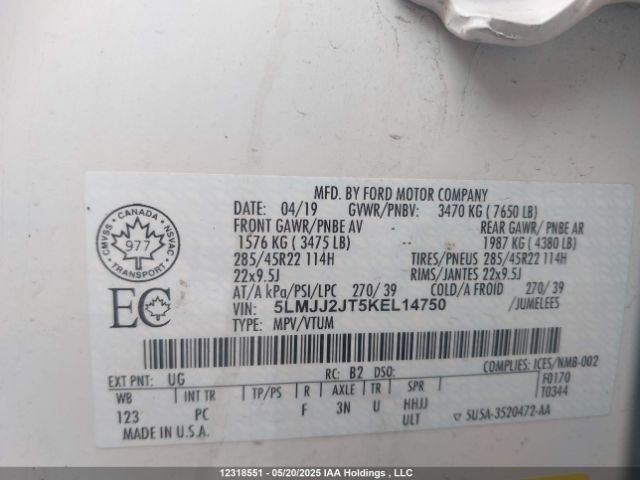 MFD. BY FORD MOTOR COMPANY
DATE: 04/19 GVWR/PNBV: 3470 KG ( 7650 LB)
FRONT GAWR/PNBE AV REAR GAWR/ PNBE AR
1576 KG ( 3475 LB) -- 1987 KG ( 4380 LB)
285/45R22 114H TIRES/PNEUS 285/45R22 114H
22x9.5J RIMS/JANTES 22x9.5J
AT/A kPa/PSI/LPC 270/ 39 COLD/A FROID 270/ 39
VIN: 5LMJJ2JT5KEL14750 /JUMELEES
TYPE: MPV/VTUM
CMVSS CANADA NSVAC
977
TRANSPORT
EC
COMPLIES: ICES/NMB-002
EXT PNT: UG RC: B2 DSO: F0170
WB INT TR TP/PS R AXLE TR SPR T0344
123 PC F 3N U HHJJ
ULT
MADE IN U.S.A. SU5A-3520472-AA
12318551 - 05/20/2025 IAA Holdings , LLC